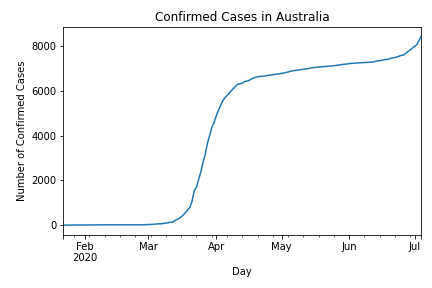 Confirmed Cases in Australia
Number of Confirmed Cases
8000
6000
4000
2000
0
Feb
2020
Mar
Apr
May
Jun
Jul
Day